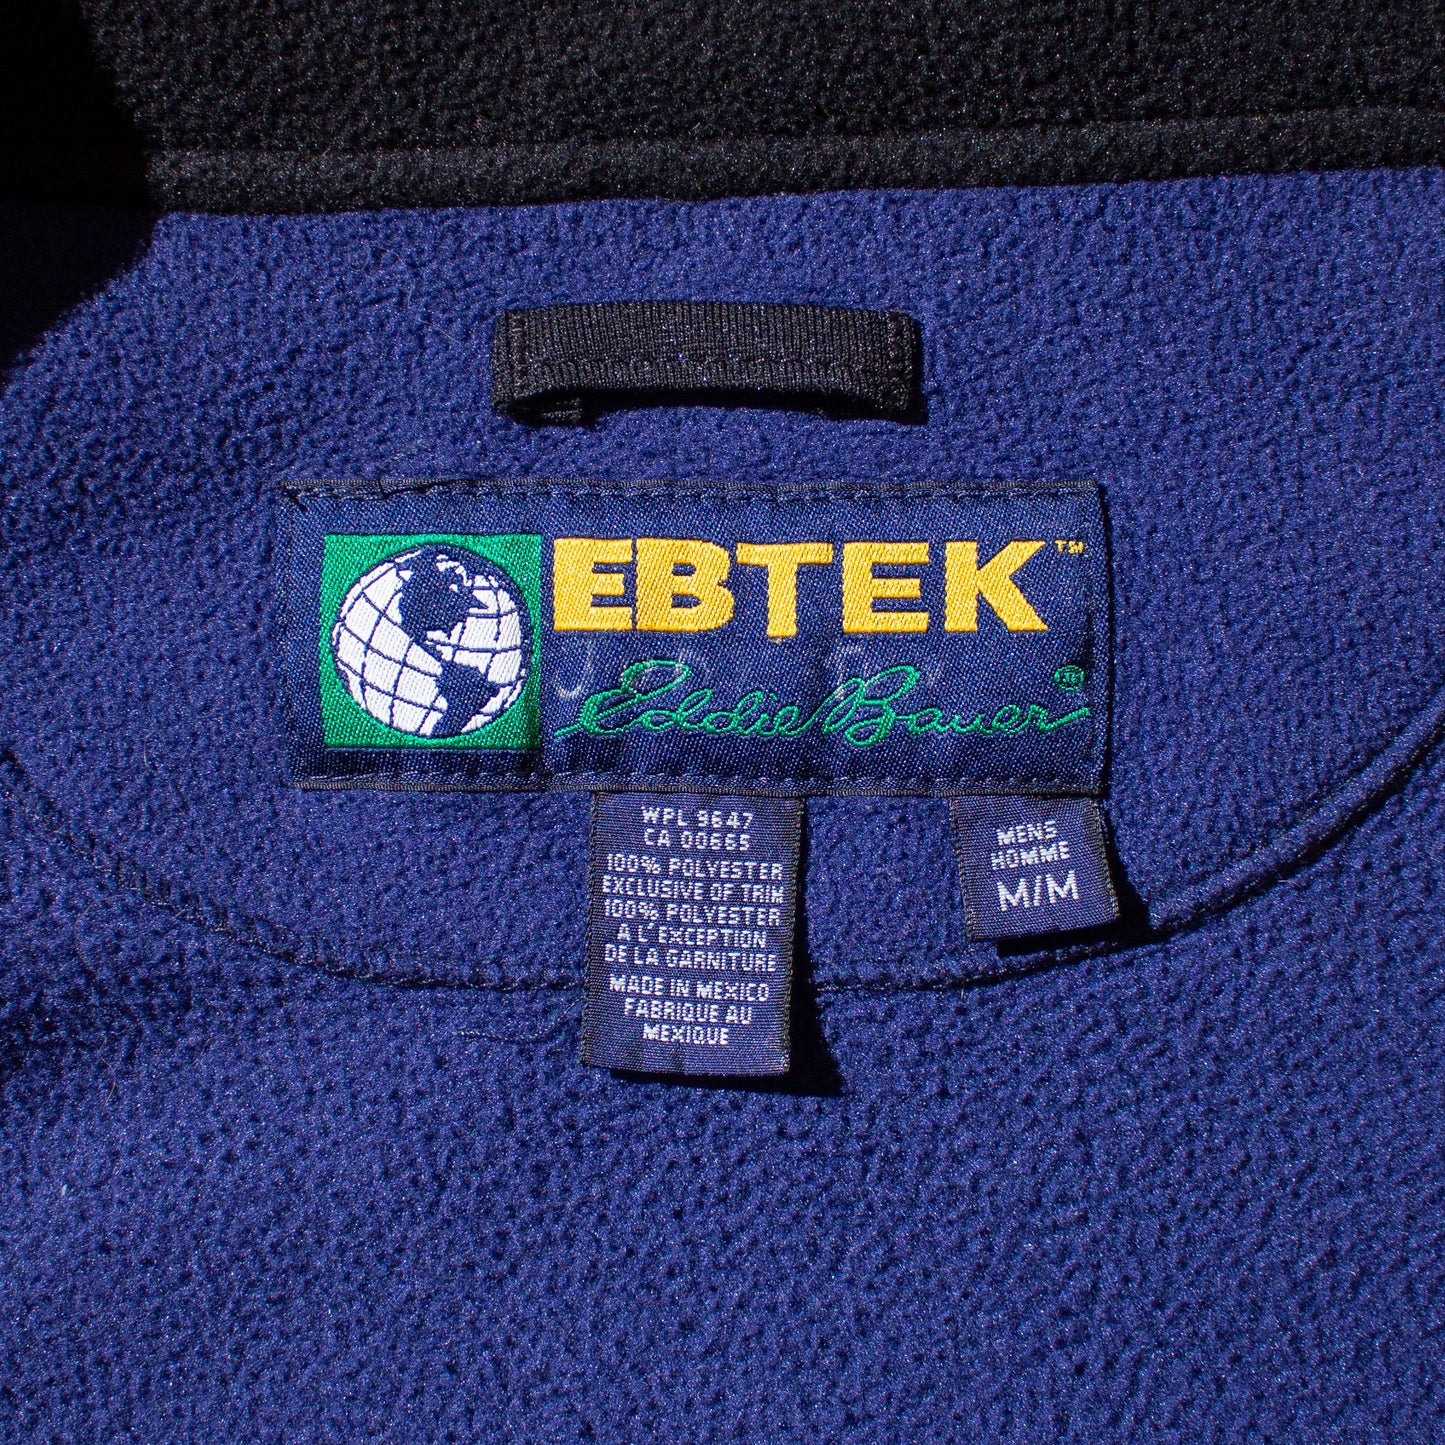 EBTEK™
Eddie Bauer®
WPL 9647
CA 00665
100% POLYESTER
EXCLUSIVE OF TRIM
100% POLYESTER
À L'EXCEPTION
DE LA GARNITURE
MADE IN MEXICO
FABRIQUE AU
MEXIQUE
MENS
HOMME
M/M